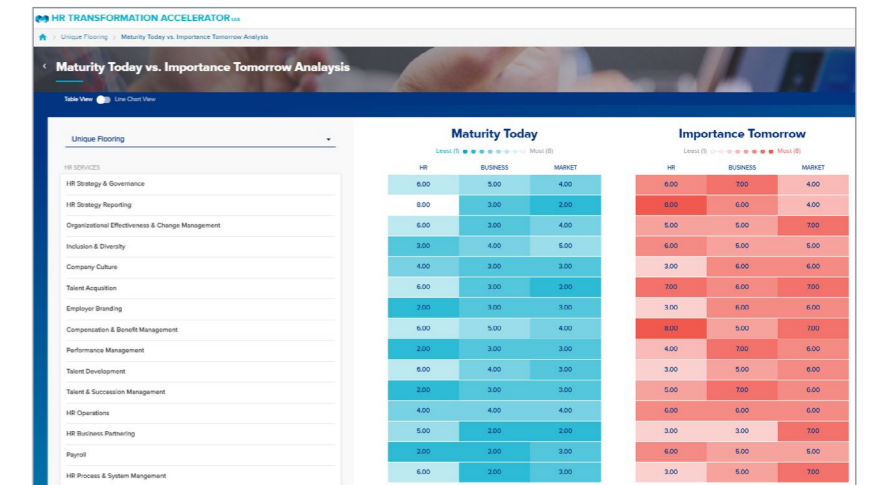 HR TRANSFORMATION ACCELERATOR
Unique Flooring > Maturity Today vs. Importance Tomorrow Analysis
Maturity Today vs. Importance Tomorrow Analaysis
Table View Line Chart View
Unique Flooring
Maturity Today Importance Tomorrow
Least (1) Must (8) Least (1) Must (8)
HR SERVICES HR BUSINESS MARKET HR BUSINESS MARKET
HR Strategy & Governance 6.00 5.00 4.00 6.00 7.00 4.00
HR Strategy Reporting 8.00 3.00 2.00 8.00 6.00 4.00
Organizational Effectiveness & Change Management 6.00 3.00 4.00 5.00 5.00 7.00
Inclusion & Diversity 3.00 4.00 5.00 6.00 5.00 5.00
Company Culture 4.00 3.00 3.00 3.00 6.00 6.00
Talent Acqusition 6.00 3.00 2.00 7.00 6.00 7.00
Employer Branding 2.00 3.00 3.00 3.00 6.00 6.00
Compensation & Benefit Management 6.00 5.00 4.00 8.00 5.00 7.00
Performance Management 2.00 3.00 3.00 4.00 7.00 6.00
Talent Development 6.00 4.00 3.00 3.00 5.00 6.00
Talent & Succession Management 2.00 3.00 3.00 5.00 7.00 6.00
HR Operations 4.00 4.00 4.00 6.00 6.00 6.00
HR Business Partnering 5.00 2.00 2.00 3.00 3.00 7.00
Payroll 2.00 2.00 3.00 6.00 5.00 5.00
HR Process & System Mangement 6.00 2.00 3.00 3.00 5.00 7.00